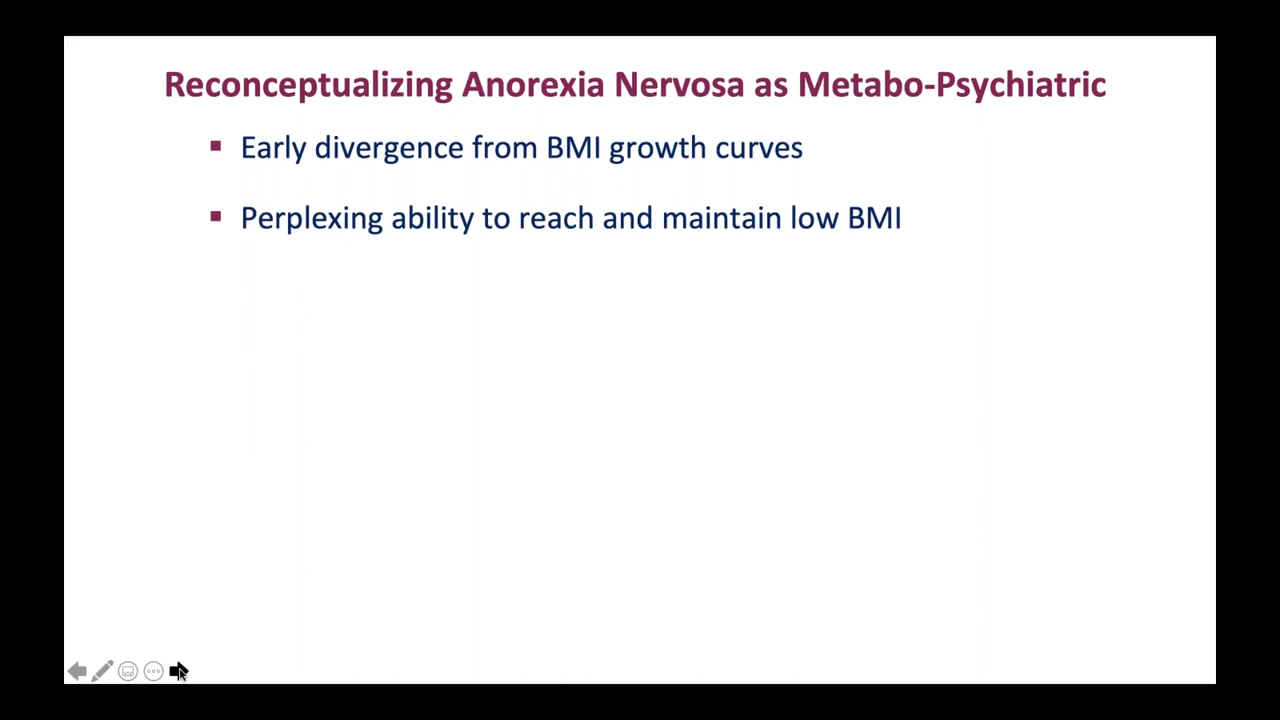 Reconceptualizing Anorexia Nervosa as Metabo-Psychiatric
Early divergence from BMI growth curves
Perplexing ability to reach and maintain low BMI